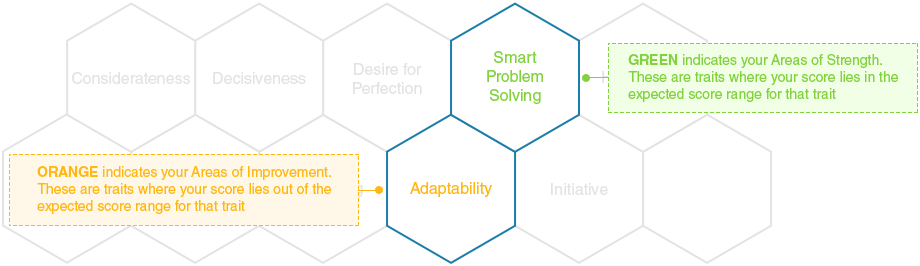 Considerateness
Decisiveness
Desire for
Perfection
Smart
Problem
Solving
GREEN indicates your Areas of Strength.
These are traits where your score lies in the
expected score range for that trait
ORANGE indicates your Areas of Improvement.
These are traits where your score lies out of the
expected score range for that trait
Adaptability
Initiative